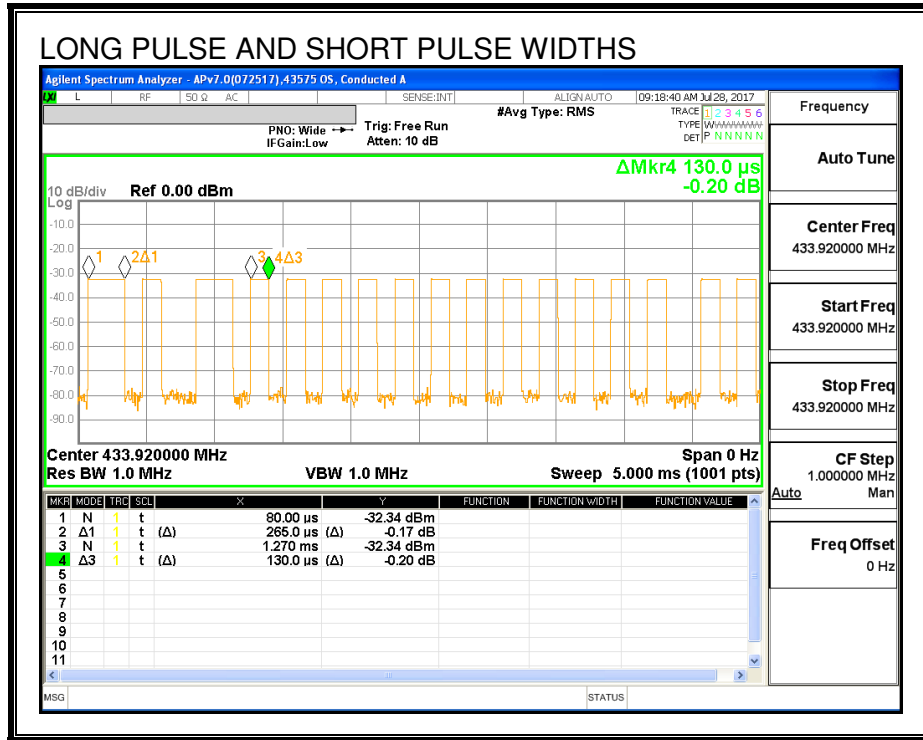 LONG PULSE AND SHORT PULSE WIDTHS
Agilent Spectrum Analyzer - APv7.0(072517),43575 OS, Conducted A
LXI L RF 50 Ω AC SENSE:INT ALIGN AUTO 09:18:40 AM Jul 28, 2017
PNO: Wide
IFGain:Low
Trig: Free Run
Atten: 10 dB
#Avg Type: RMS
TRACE 1 2 3 4 5 6
TYPE WWWWWW
DET P N N N N N
ΔMkr4 130.0 µs
-0.20 dB
10 dB/div Ref 0.00 dBm
Log
-10.0
-20.0
-30.0
-40.0
-50.0
-60.0
-70.0
-80.0
-90.0
1 2Δ1 3 4Δ3
Center 433.920000 MHz Span 0 Hz
Res BW 1.0 MHz VBW 1.0 MHz Sweep 5.000 ms (1001 pts)
MKR MODE TRC SCL X Y FUNCTION FUNCTION WIDTH FUNCTION VALUE
1 N 1 t 80.00 µs -32.34 dBm
2 Δ1 1 t (Δ) 265.0 µs (Δ) -0.17 dB
3 N 1 t 1.270 ms -32.34 dBm
4 Δ3 1 t (Δ) 130.0 µs (Δ) -0.20 dB
5
6
7
8
9
10
11
MSG STATUS
Frequency
Auto Tune
Center Freq
433.920000 MHz
Start Freq
433.920000 MHz
Stop Freq
433.920000 MHz
CF Step
1.000000 MHz
Auto Man
Freq Offset
0 Hz